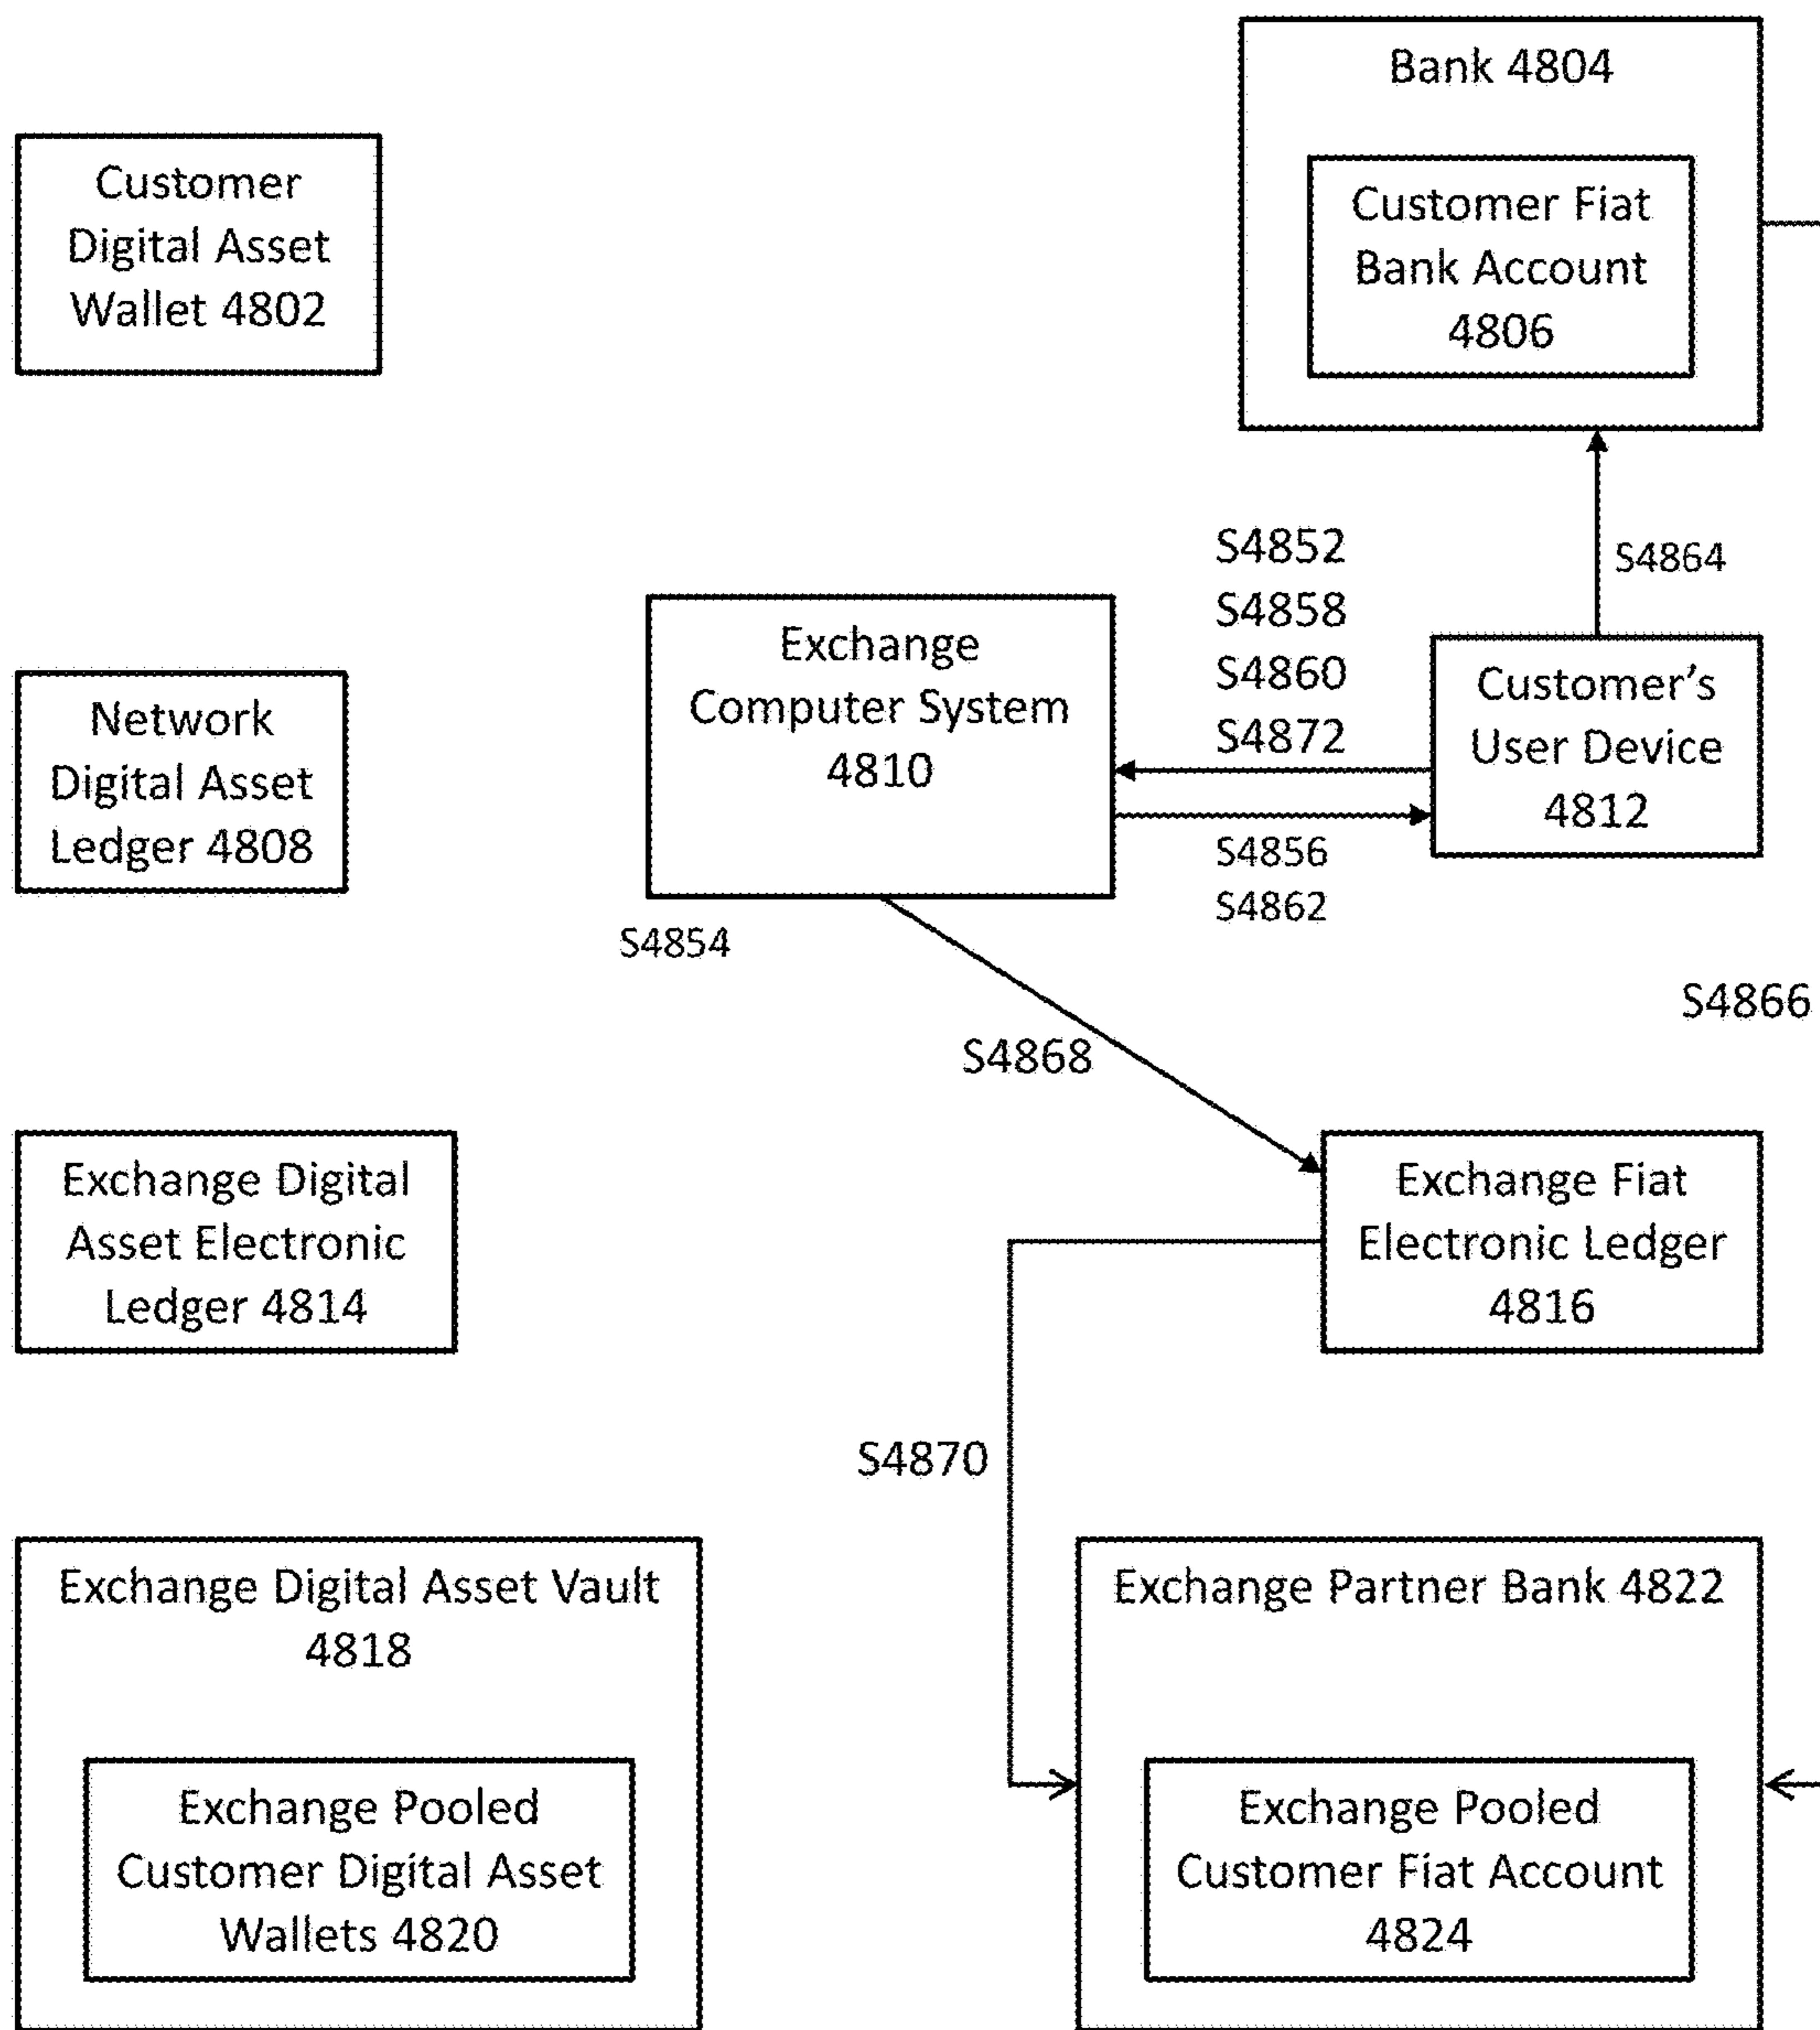 Bank 4804
Customer
Digital Asset
Wallet 4802
Customer Fiat
Bank Account
4806
S4852
S4858
S4860
S4872
S4864
Exchange
Computer System
4810
Customer's
User Device
4812
Network
Digital Asset
Ledger 4808
S4856
S4862
S4854
S4866
S4868
Exchange Digital
Asset Electronic
Ledger 4814
Exchange Fiat
Electronic Ledger
4816
S4870
Exchange Digital Asset Vault
4818
Exchange Pooled
Customer Digital Asset
Wallets 4820
Exchange Partner Bank 4822
Exchange Pooled
Customer Fiat Account
4824